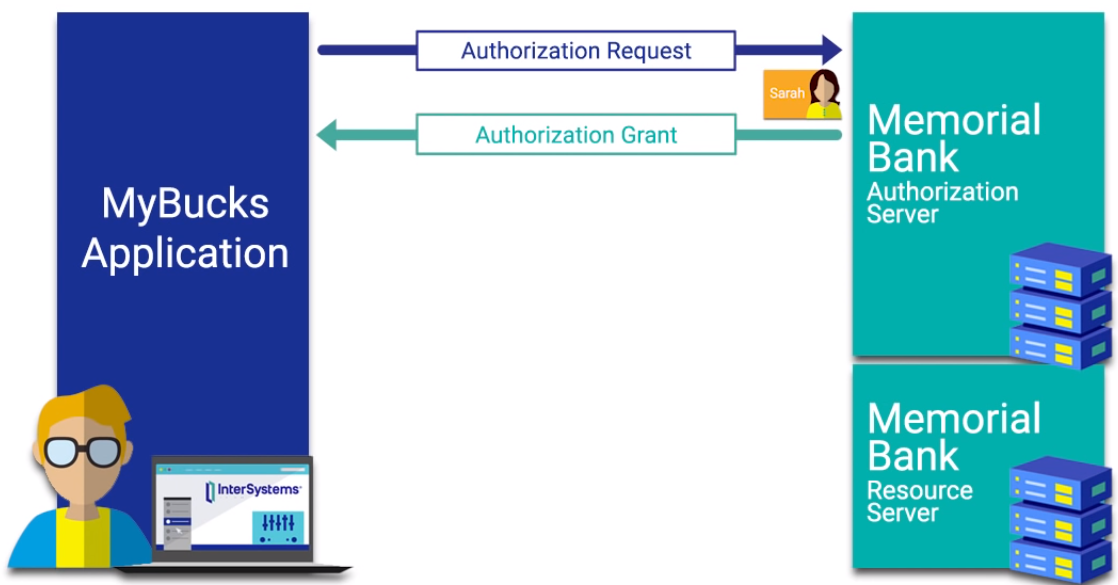 Authorization Request
Sarah
Authorization Grant
MyBucks
Application
Memorial
Bank
Authorization
Server
InterSystems
Memorial
Bank
Resource
Server